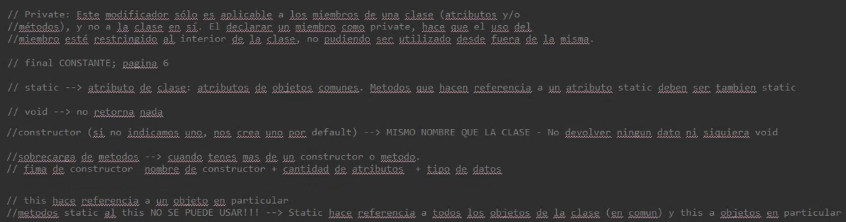 // Private: Este modificador sólo es aplicable a los miembros de una clase (atributos y/o
//métodos), y no a la clase en sí. El declarar un miembro como private, hace que el uso del
//miembro esté restringido al interior de la clase, no pudiendo ser utilizado desde fuera de la misma.
// final CONSTANTE; pagina 6
// static --> atributo de clase: atributos de objetos comunes. Metodos que hacen referencia a un atributo static deben ser tambien static
// void --> no retorna nada
//constructor (si no indicamos uno, nos crea uno por default) --> MISMO NOMBRE QUE LA CLASE - No devolver ningun dato ni siquiera void
//sobrecarga de metodos --> cuando tenes mas de un constructor o metodo.
// fima de constructor  nombre de constructor + cantidad de atributos  + tipo de datos
// this hace referencia a un objeto en particular
//metodos static al this NO SE PUEDE USAR!!! --> Static hace referencia a todos los objetos de la clase (en comun) y this a objetos en particular